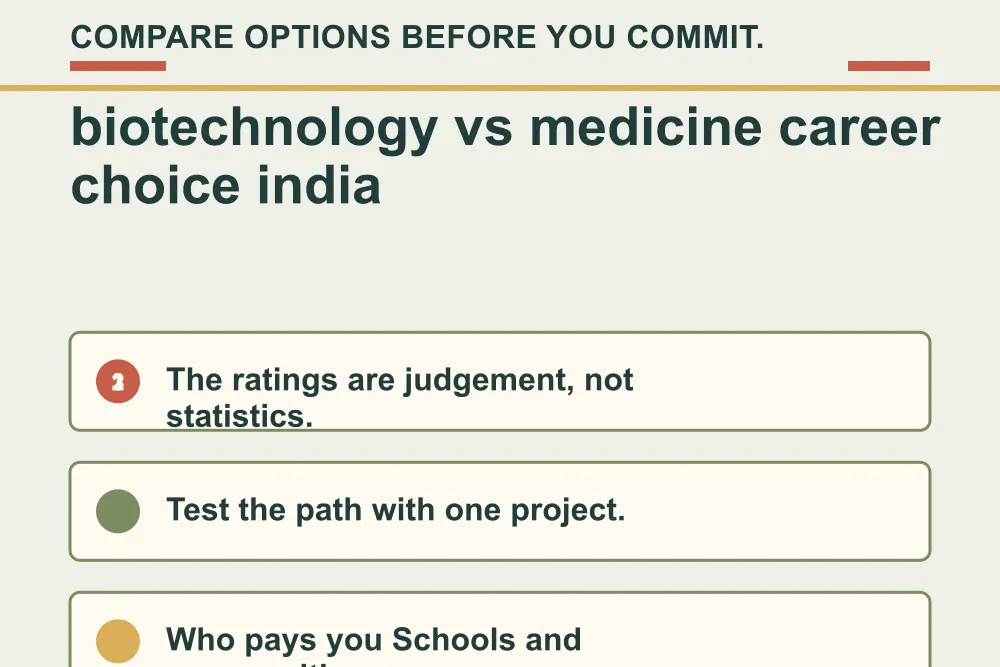 COMPARE OPTIONS BEFORE YOU COMMIT.
biotechnology vs medicine career
choice india
The ratings are judgement, not
statistics.
Test the path with one project.
Who pays you Schools and